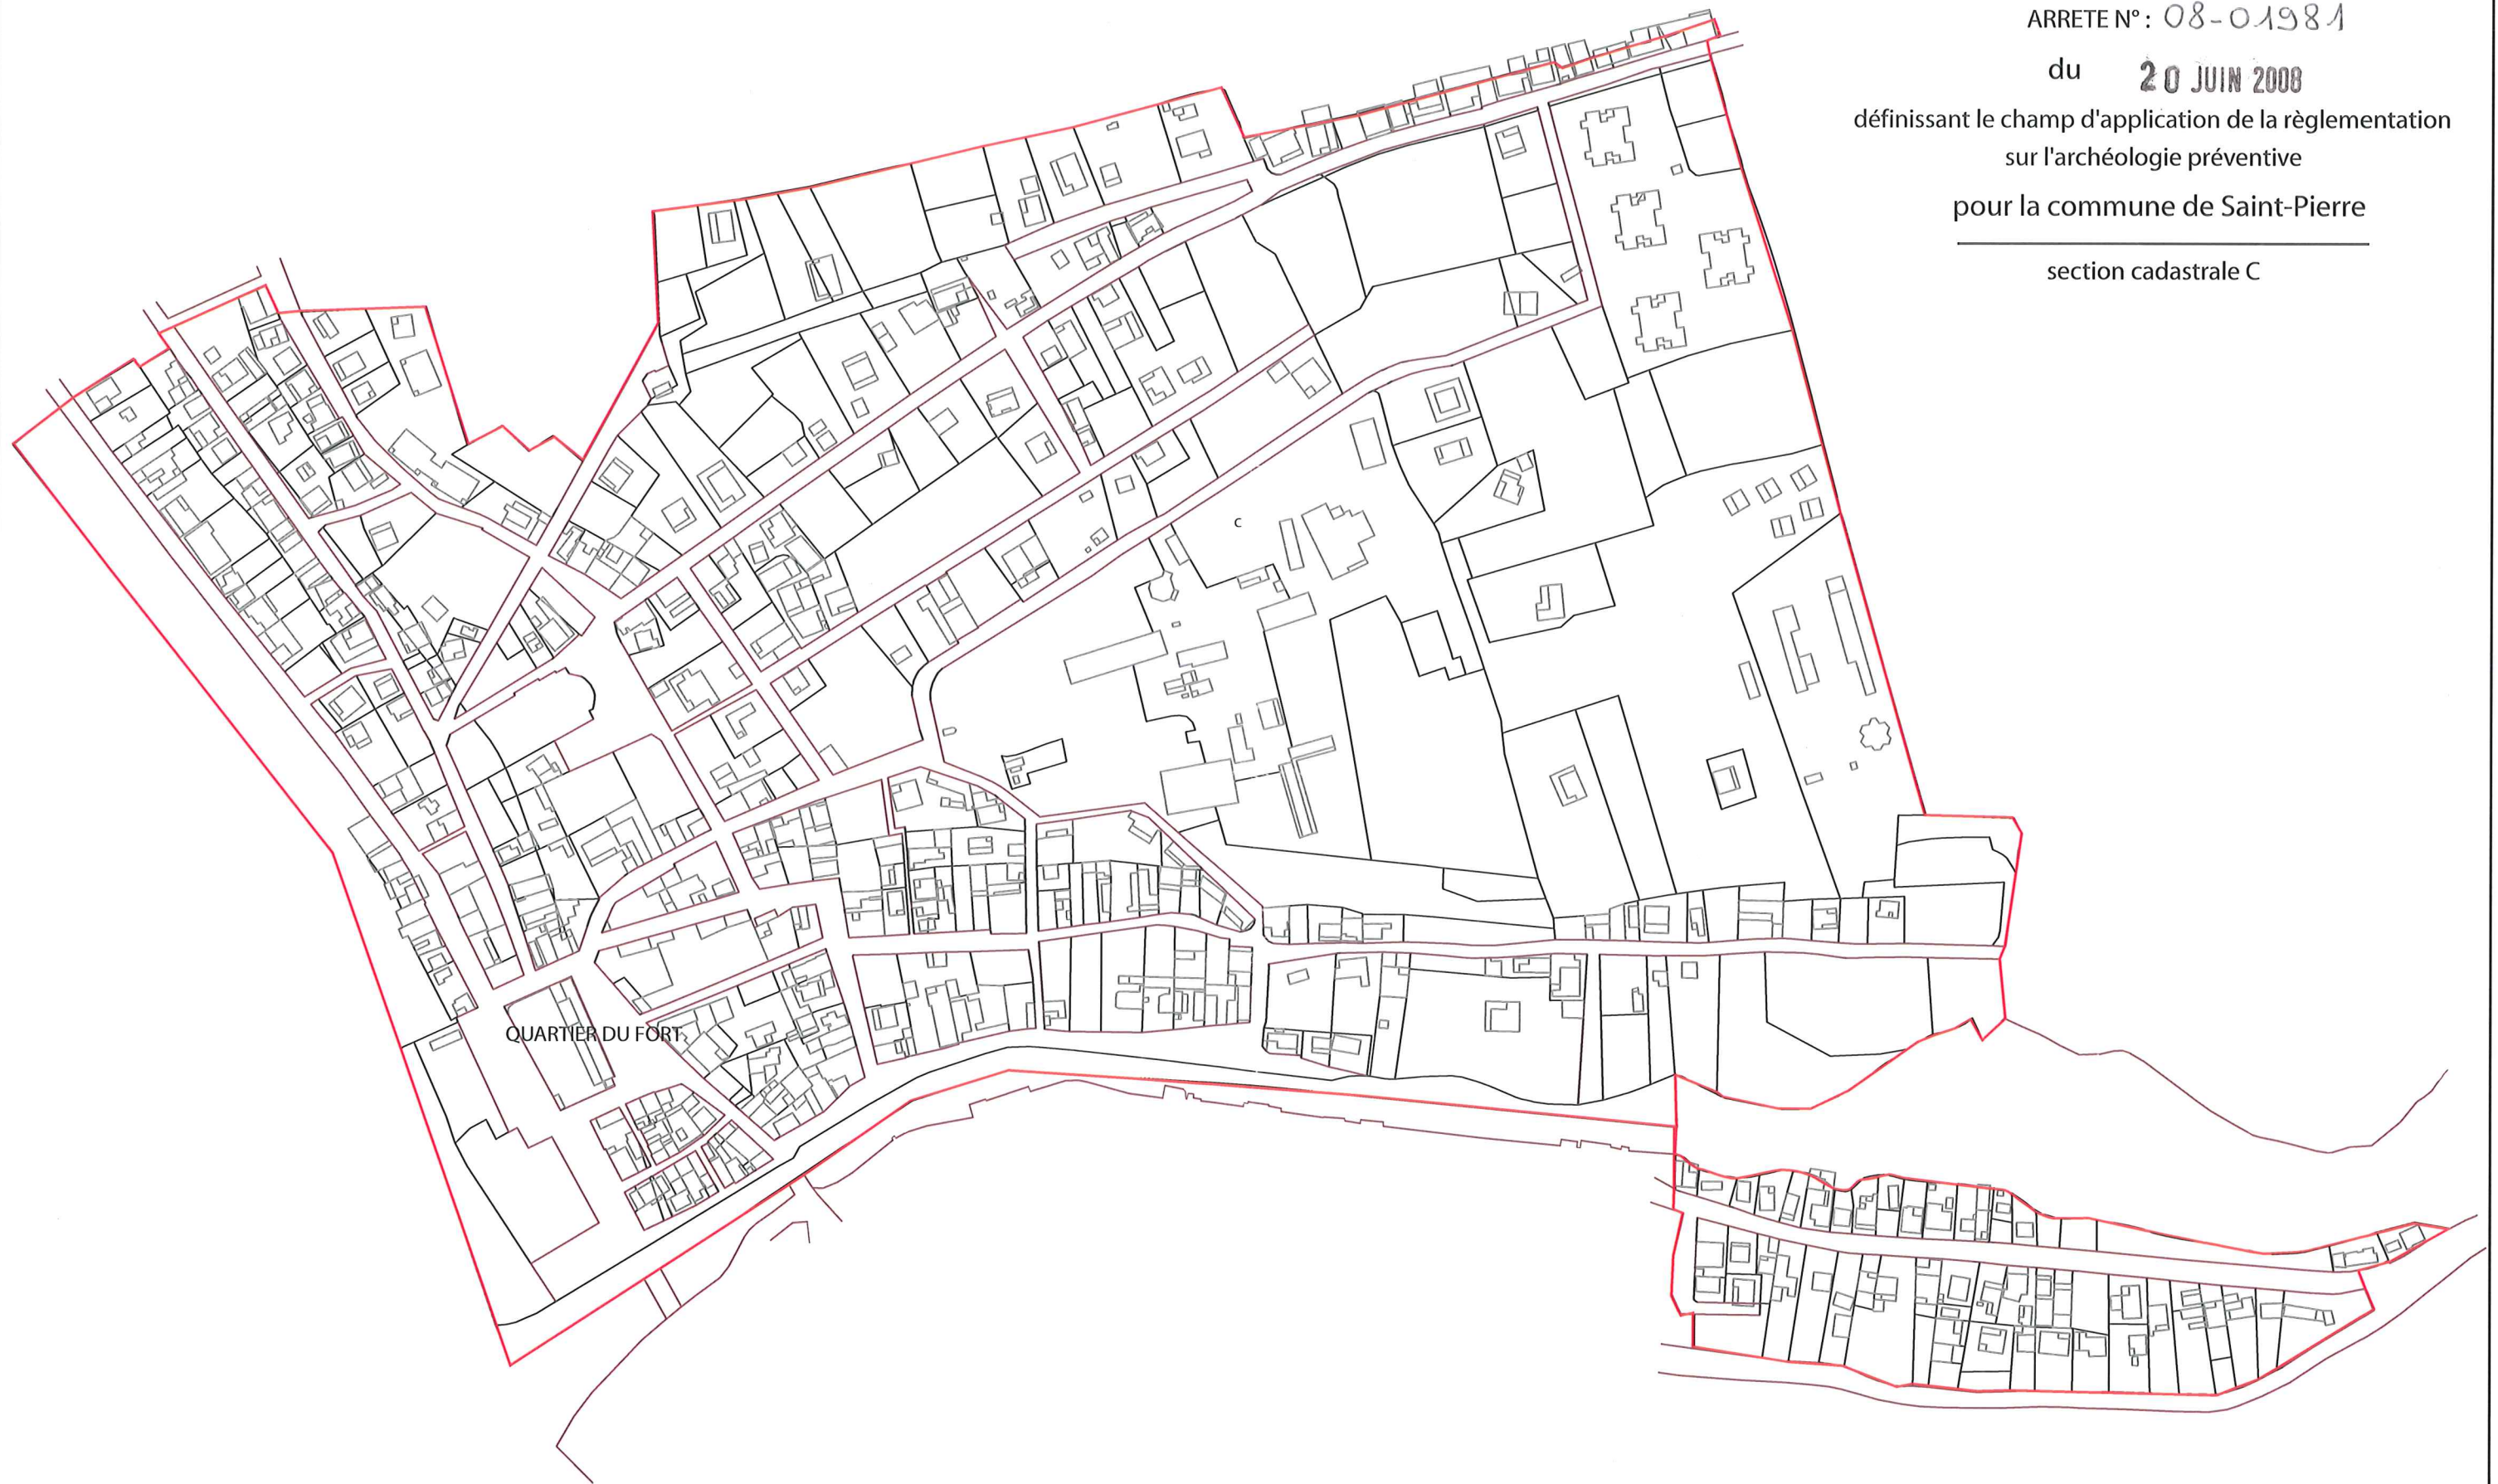 ARRETE N° : 08-01981
du 20 JUIN 2008
définissant le champ d'application de la règlementation
sur l'archéologie préventive
pour la commune de Saint-Pierre
section cadastrale C
C
QUARTIER DU FORT